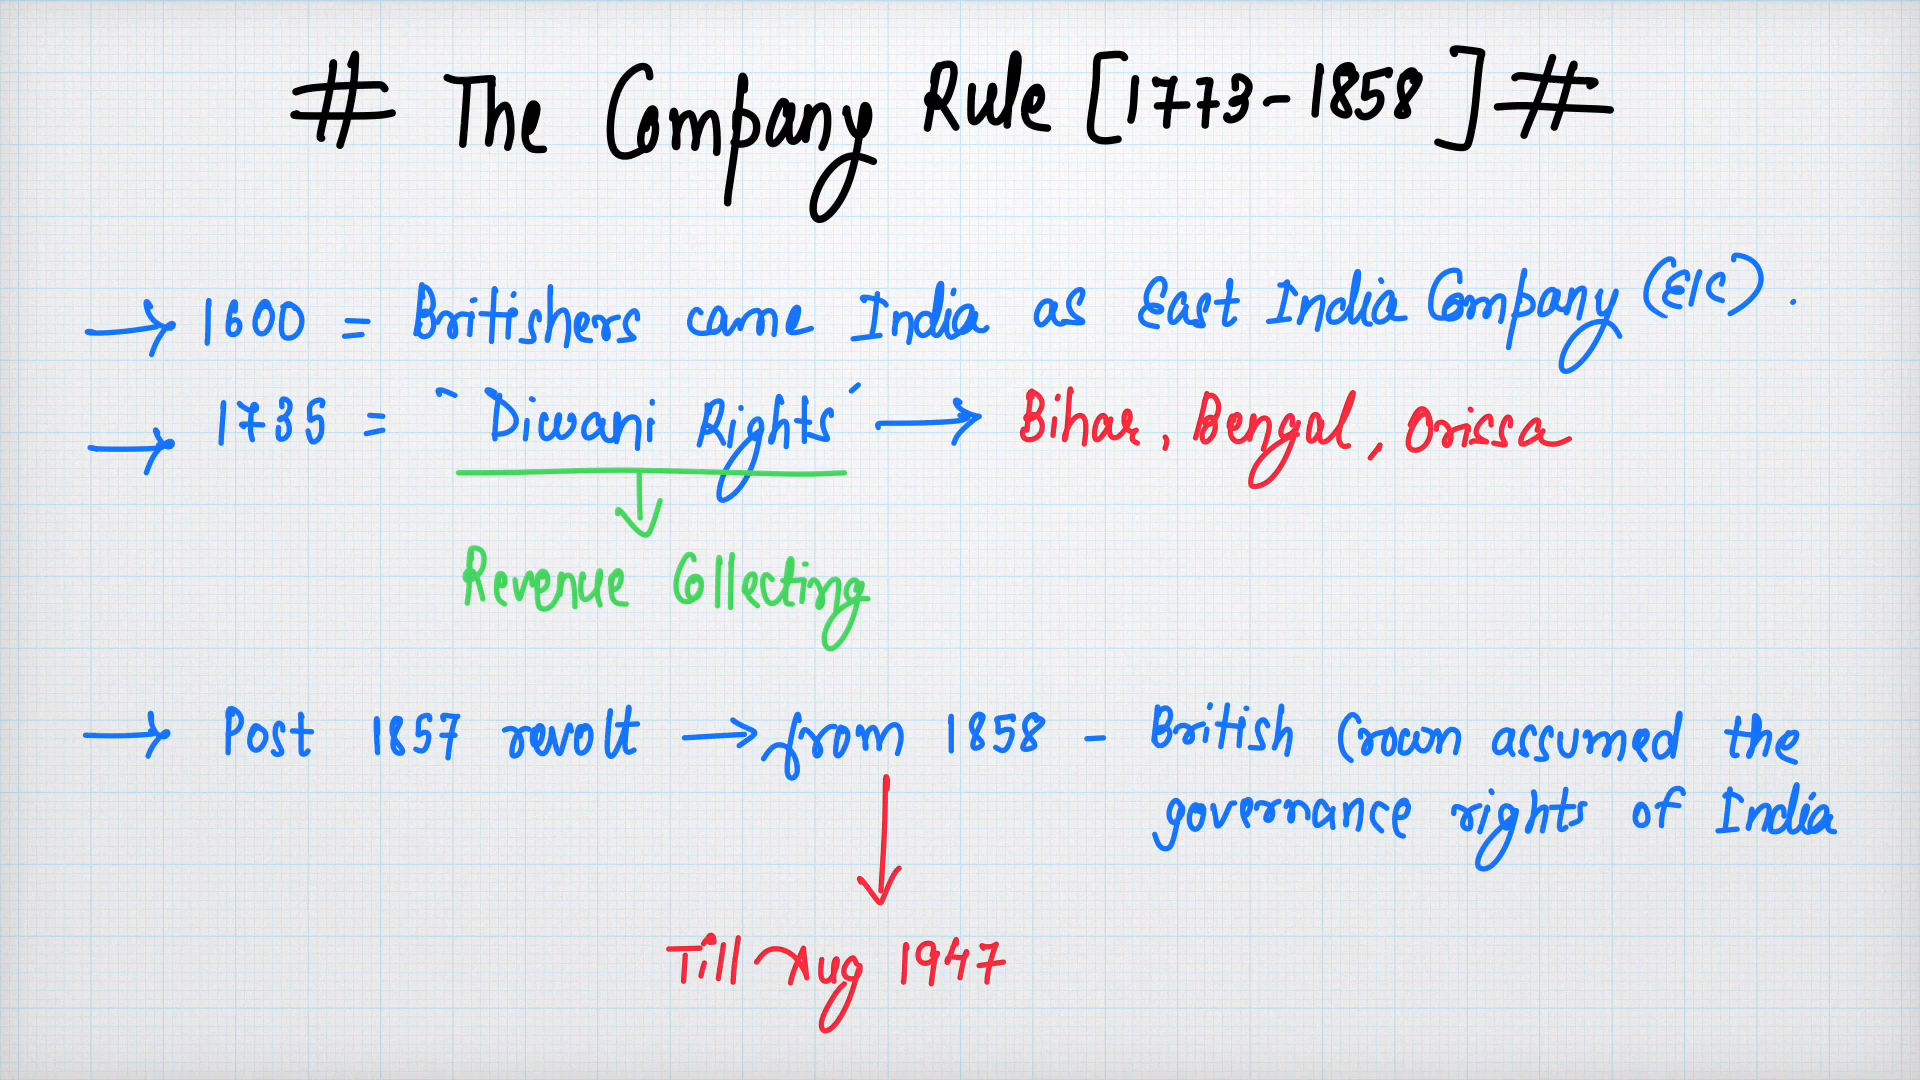 # The Company Rule [1773-1858] #
→ 1600 = Britishers came India as East India Company (EIC).
→ 1735 = "Diwani Rights" → Bihar, Bengal, Orissa
Revenue Collecting
→ Post 1857 revolt → from 1858 - British Crown assumed the
governance rights of India
Till Aug 1947